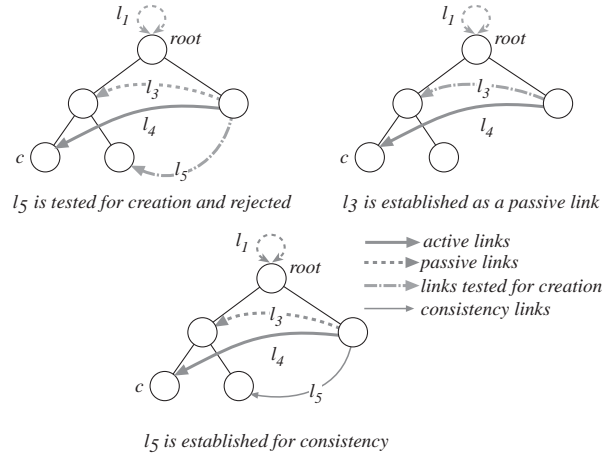 l1
root
l3
l4
c
l5
l5 is tested for creation and rejected
l1
root
l3
l4
c
l3 is established as a passive link
l1
root
l3
l4
c
l5
active links
passive links
links tested for creation
consistency links
l5 is established for consistency